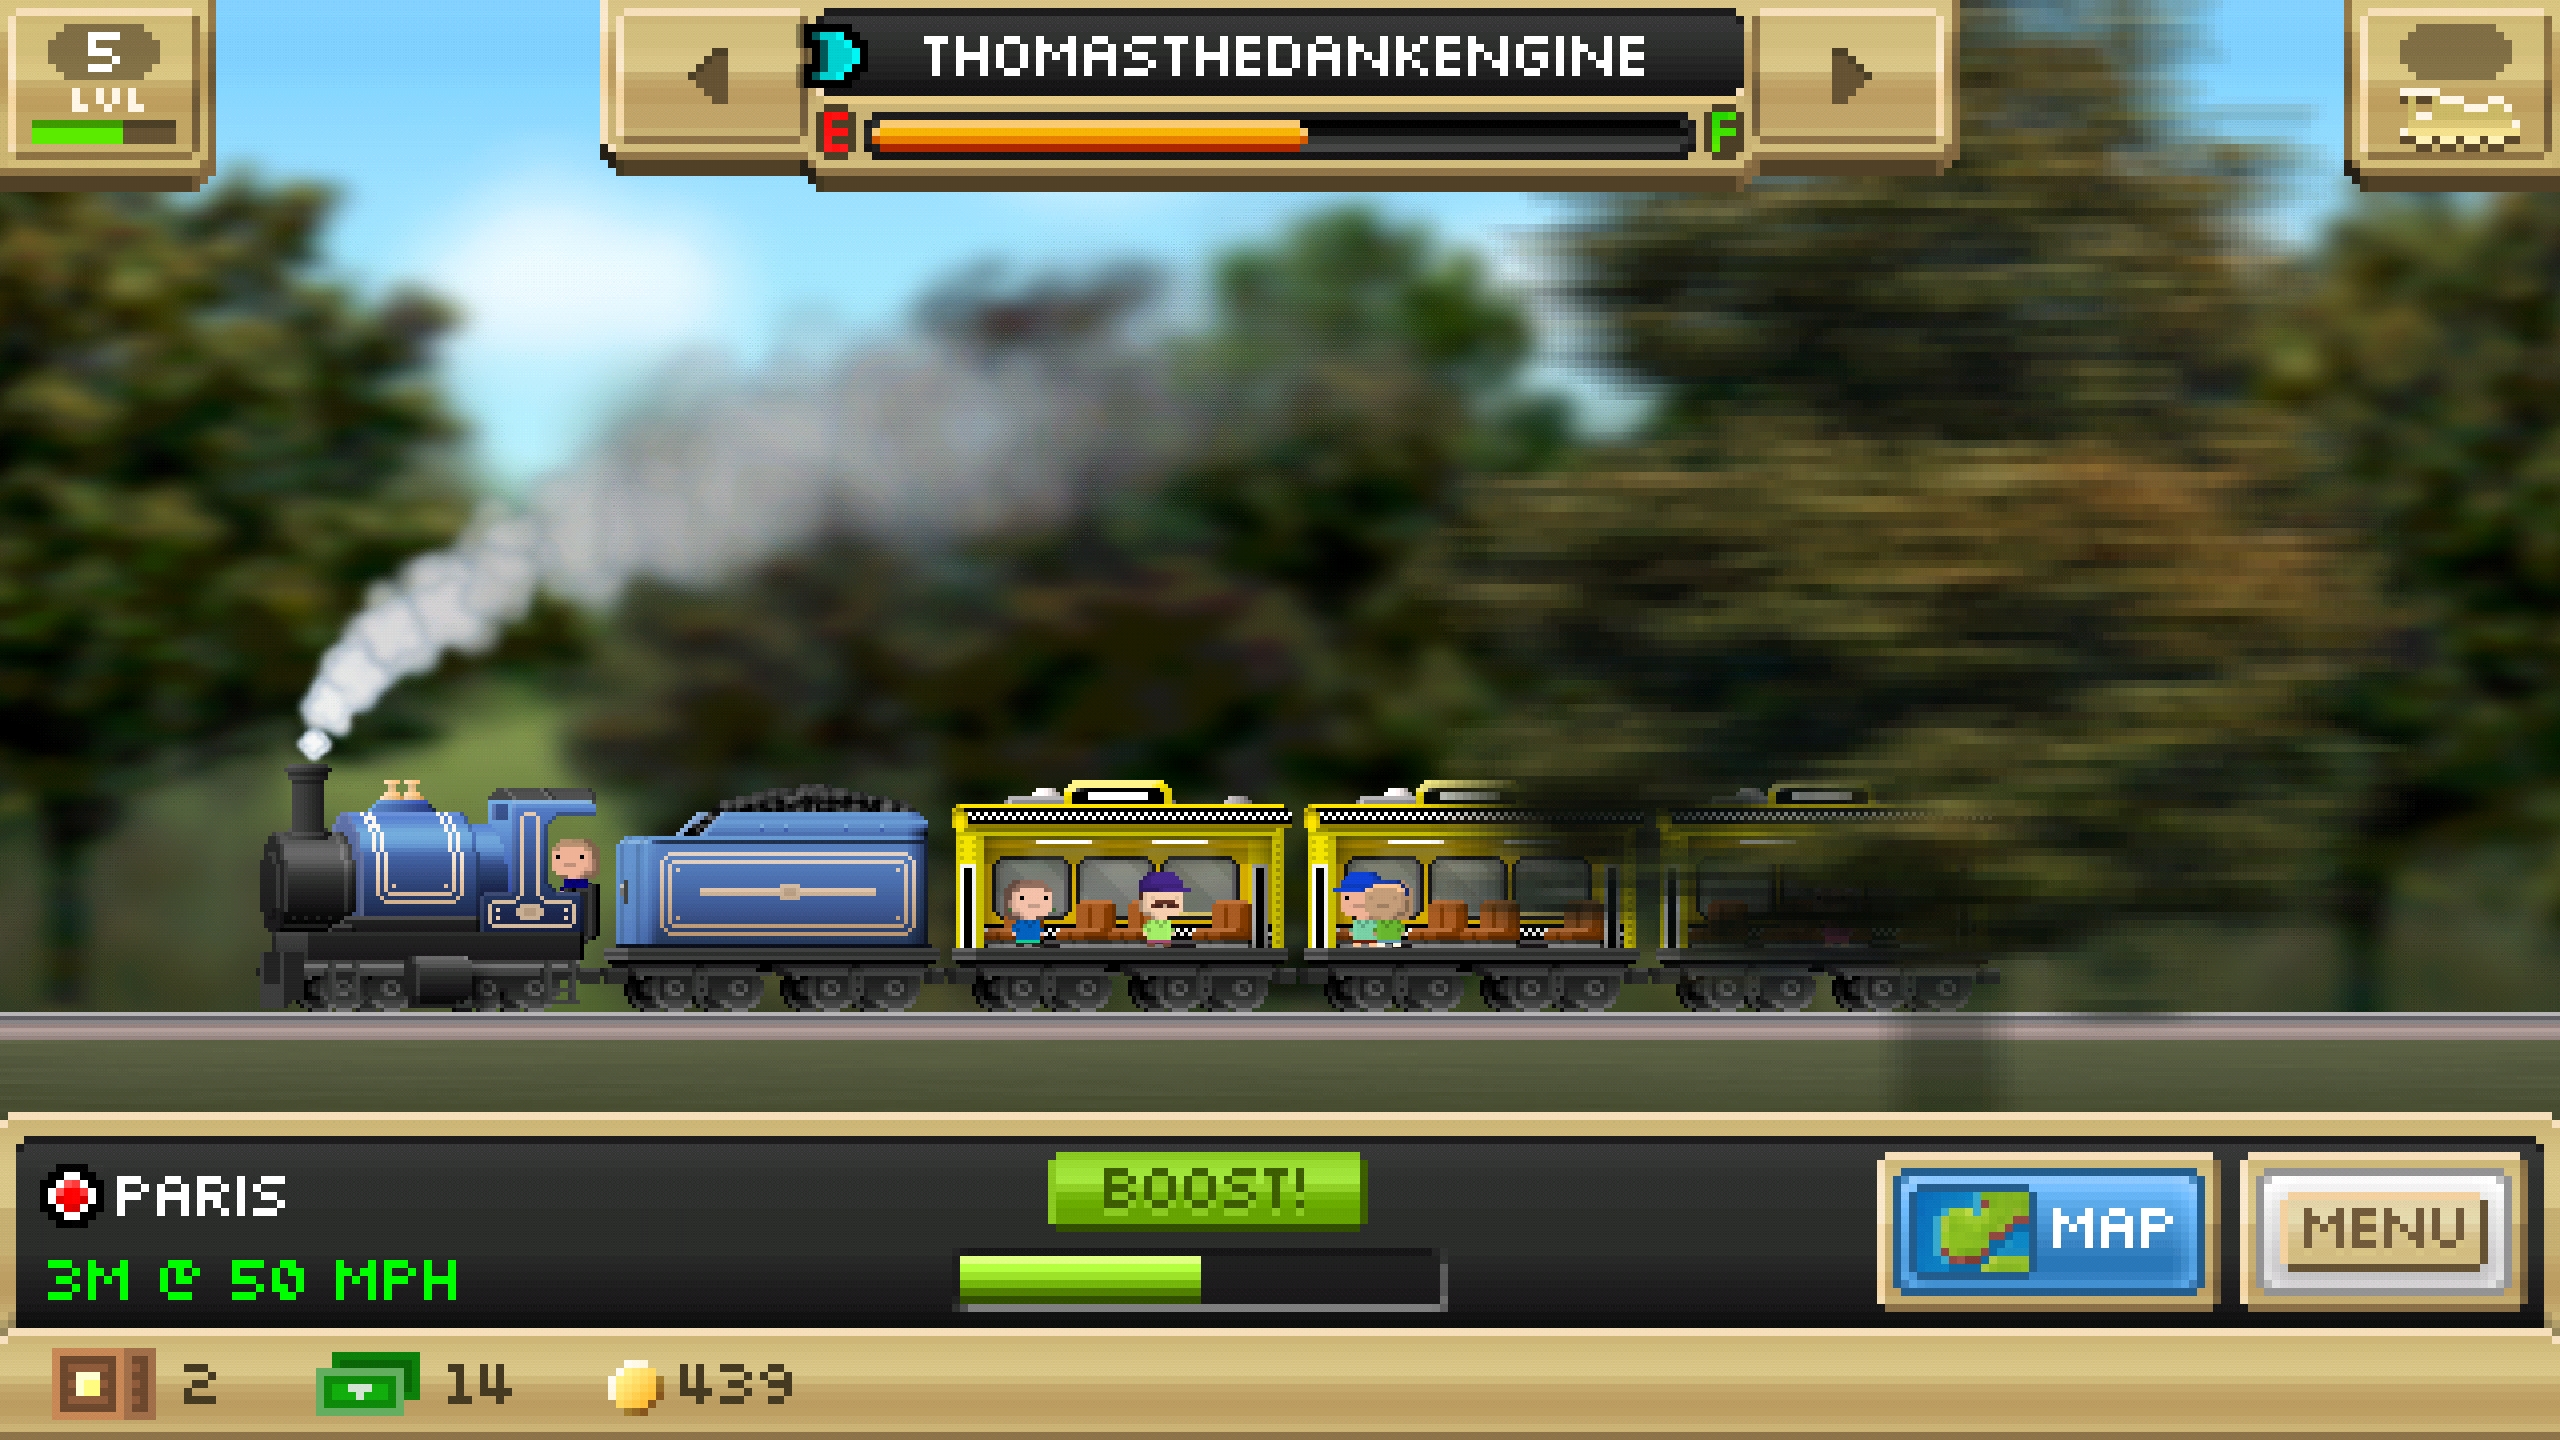 5
LVL
THOMASTHEDANKENGINE
E F
PARIS
BOOST!
3M @ 50 MPH
MAP
MENU
2 14 439